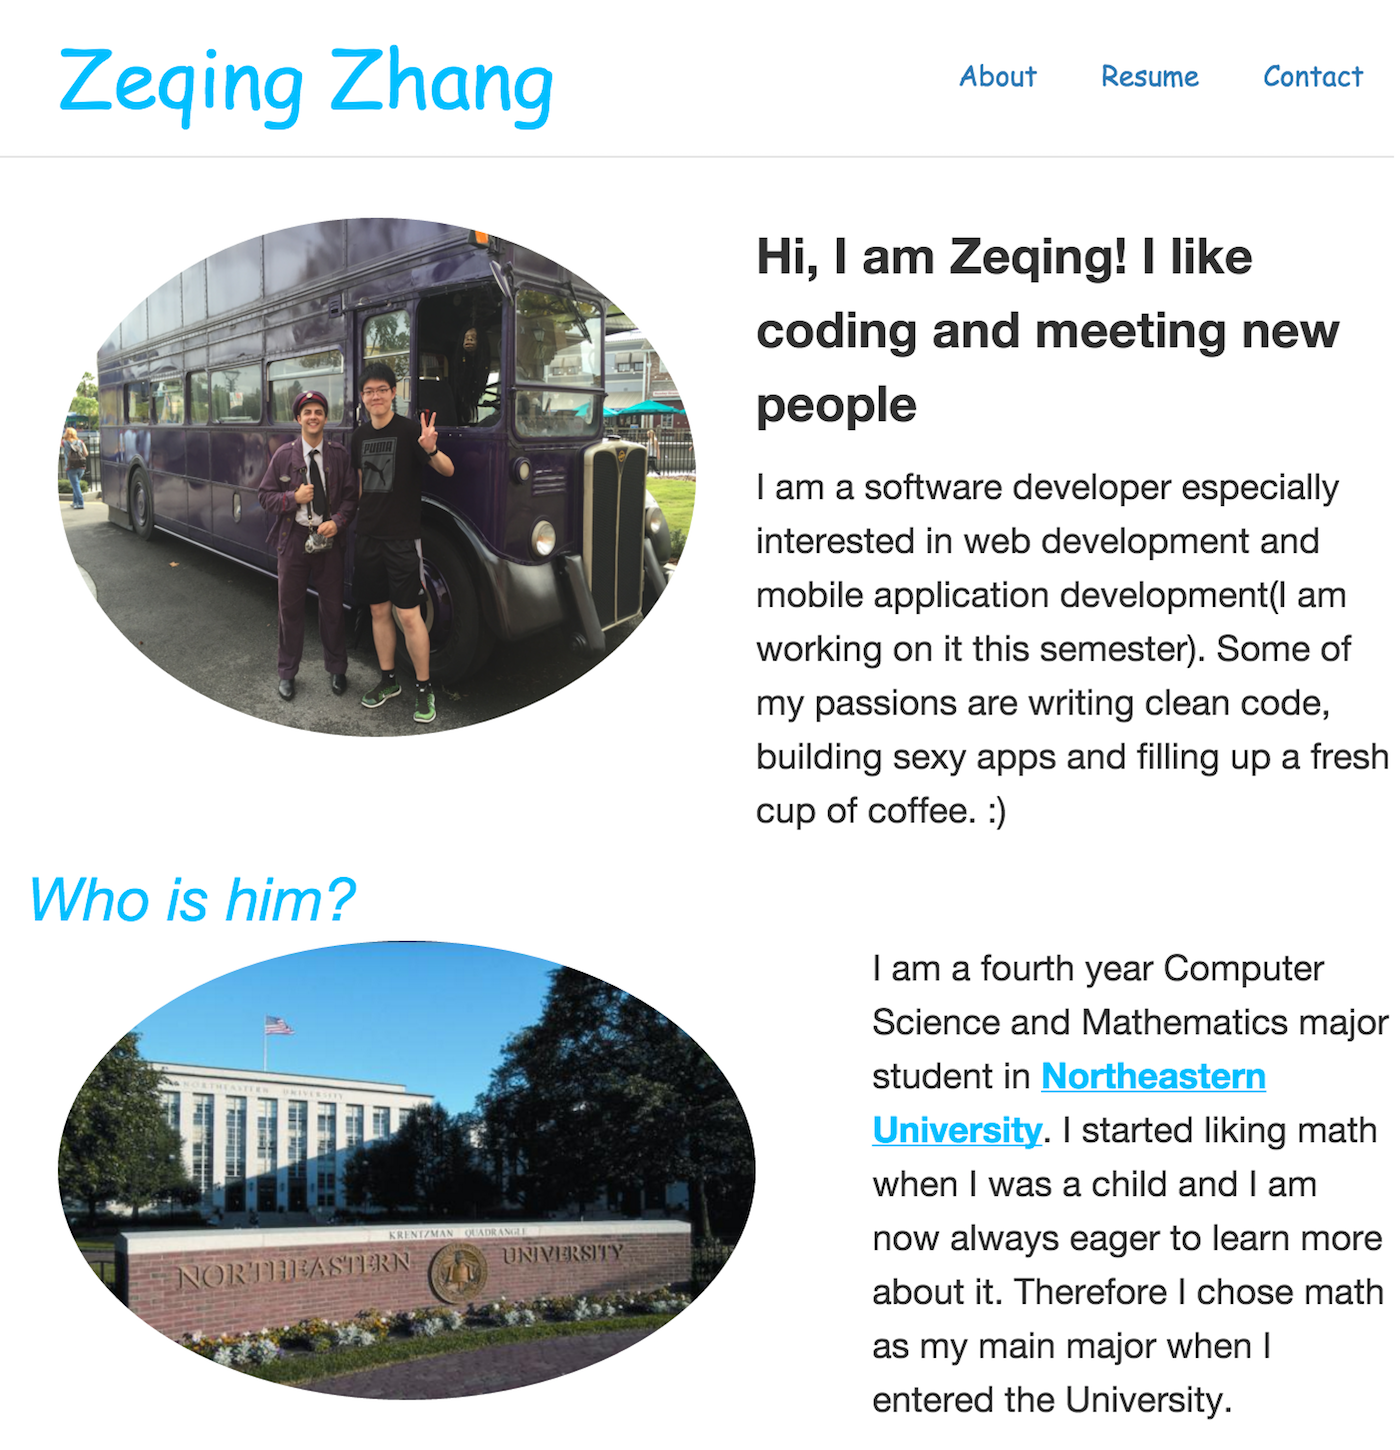 Zeqing Zhang
About Resume Contact
PUMA
Hi, I am Zeqing! I like
coding and meeting new
people
I am a software developer especially
interested in web development and
mobile application development(I am
working on it this semester). Some of
my passions are writing clean code,
building sexy apps and filling up a fresh
cup of coffee. :)
Who is him?
NORTHEASTERN UNIVERSITY
KRENTZMAN QUADRANGLE
NORTHEASTERN UNIVERSITY
I am a fourth year Computer
Science and Mathematics major
student in Northeastern
University. I started liking math
when I was a child and I am
now always eager to learn more
about it. Therefore I chose math
as my main major when I
entered the University.